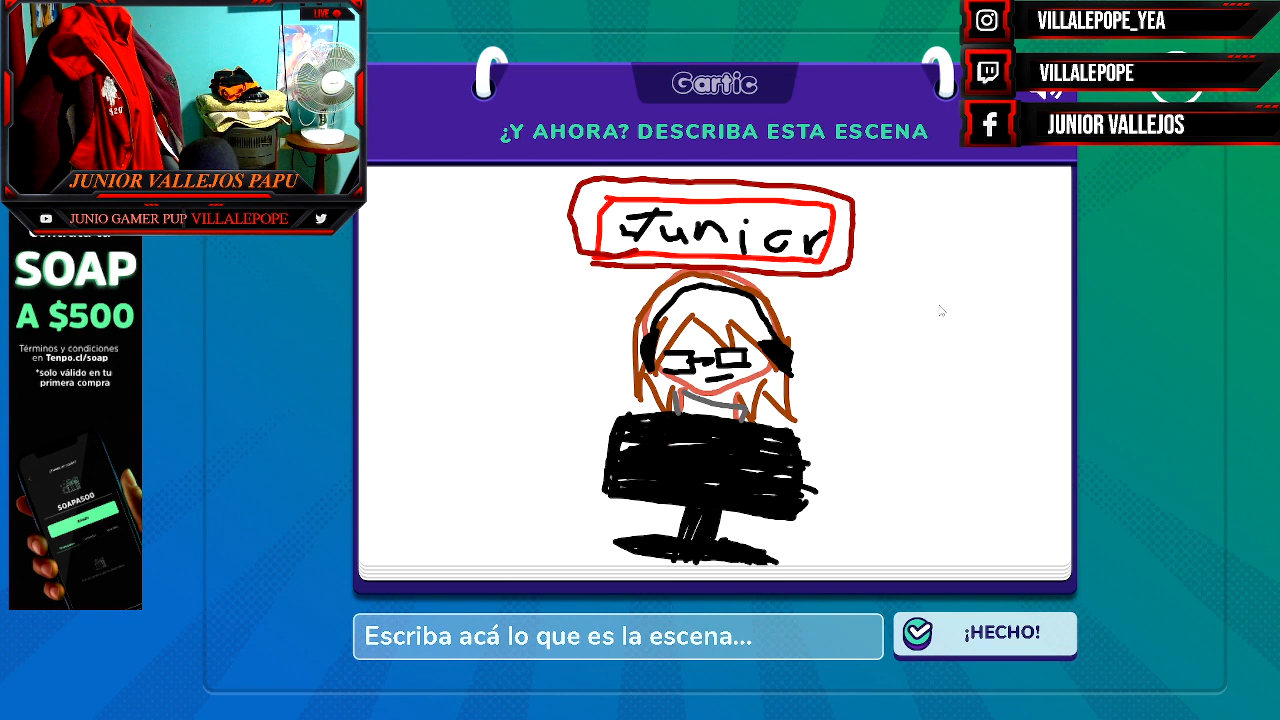 LIVE
JUNIOR VALLEJOS PAPU
JUNIO GAMER PUP VILLALEPOPE
VILLALEPOPE_YEA
VILLALEPOPE
JUNIOR VALLEJOS
Gartic
¿Y AHORA? DESCRIBA ESTA ESCENA
Junior
SOAP
A $500
Términos y condiciones
en Tenpo.cl/soap
*solo válido en tu
primera compra
SOAPA500
Escriba acá lo que es la escena...
¡HECHO!